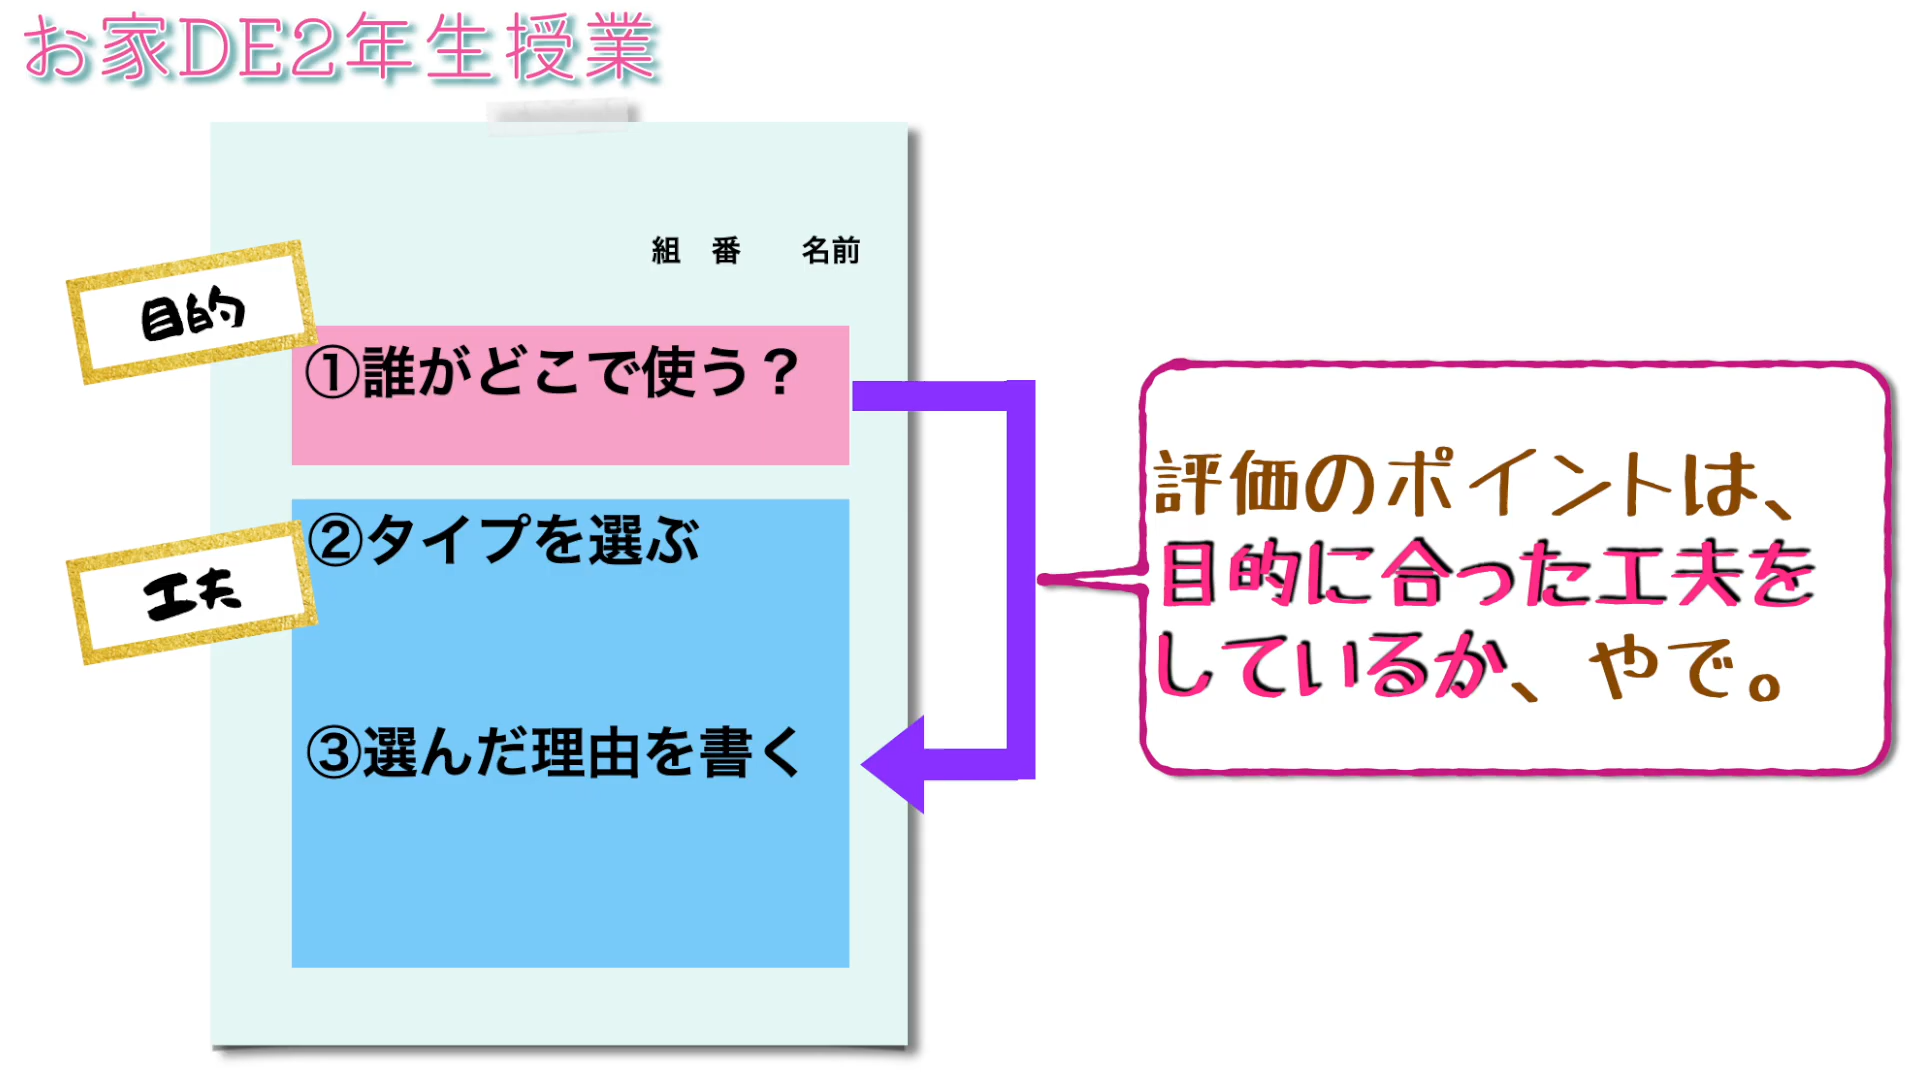 お家DE2年生授業
組　番　　名前
目的
①誰がどこで使う？
工夫
②タイプを選ぶ
③選んだ理由を書く
評価のポイントは、
目的に合った工夫を
しているか、やで。